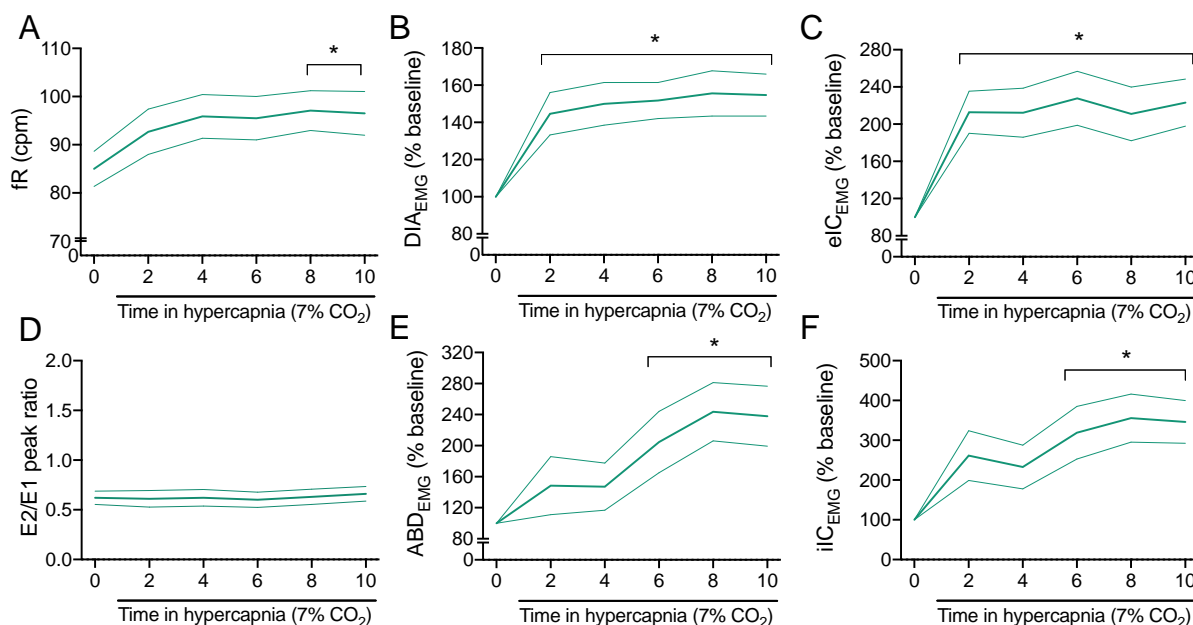 A
fR (cpm)
110
100
90
80
70
0
*
0 2 4 6 8 10
Time in hypercapnia (7% CO₂)
B
DIA_EMG (% baseline)
180
160
140
120
100
80
0
*
0 2 4 6 8 10
Time in hypercapnia (7% CO₂)
C
eIC_EMG (% baseline)
280
240
200
160
120
80
0
*
0 2 4 6 8 10
Time in hypercapnia (7% CO₂)
D
E2/E1 peak ratio
2.0
1.5
1.0
0.5
0.0
0 2 4 6 8 10
Time in hypercapnia (7% CO₂)
E
ABD_EMG (% baseline)
320
280
240
200
160
120
80
0
*
0 2 4 6 8 10
Time in hypercapnia (7% CO₂)
F
iIC_EMG (% baseline)
500
400
300
200
100
0
*
0 2 4 6 8 10
Time in hypercapnia (7% CO₂)